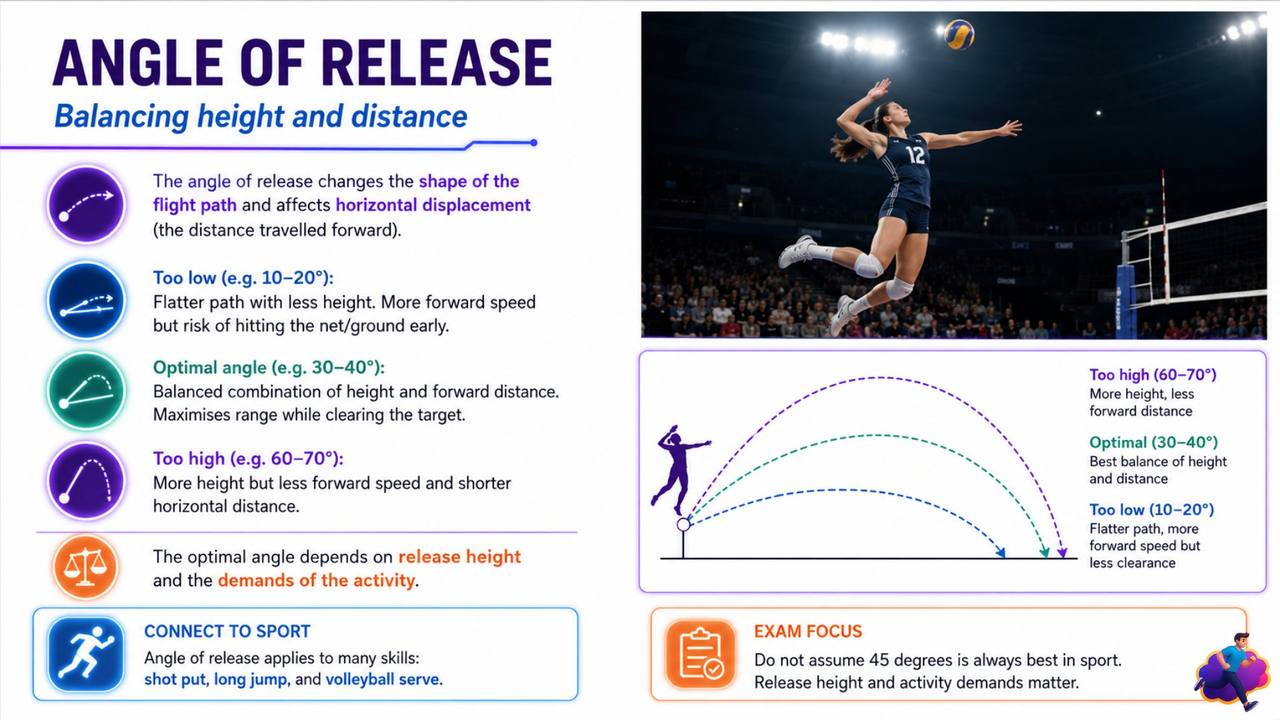 ANGLE OF RELEASE
Balancing height and distance
The angle of release changes the shape of the
flight path and affects horizontal displacement
(the distance travelled forward).
Too low (e.g. 10–20°):
Flatter path with less height. More forward speed
but risk of hitting the net/ground early.
Optimal angle (e.g. 30–40°):
Balanced combination of height and forward distance.
Maximises range while clearing the target.
Too high (e.g. 60–70°):
More height but less forward speed and shorter
horizontal distance.
The optimal angle depends on release height
and the demands of the activity.
CONNECT TO SPORT
Angle of release applies to many skills:
shot put, long jump, and volleyball serve.
12
Too high (60–70°)
More height, less
forward distance
Optimal (30–40°)
Best balance of height
and distance
Too low (10–20°)
Flatter path, more
forward speed but
less clearance
EXAM FOCUS
Do not assume 45 degrees is always best in sport.
Release height and activity demands matter.